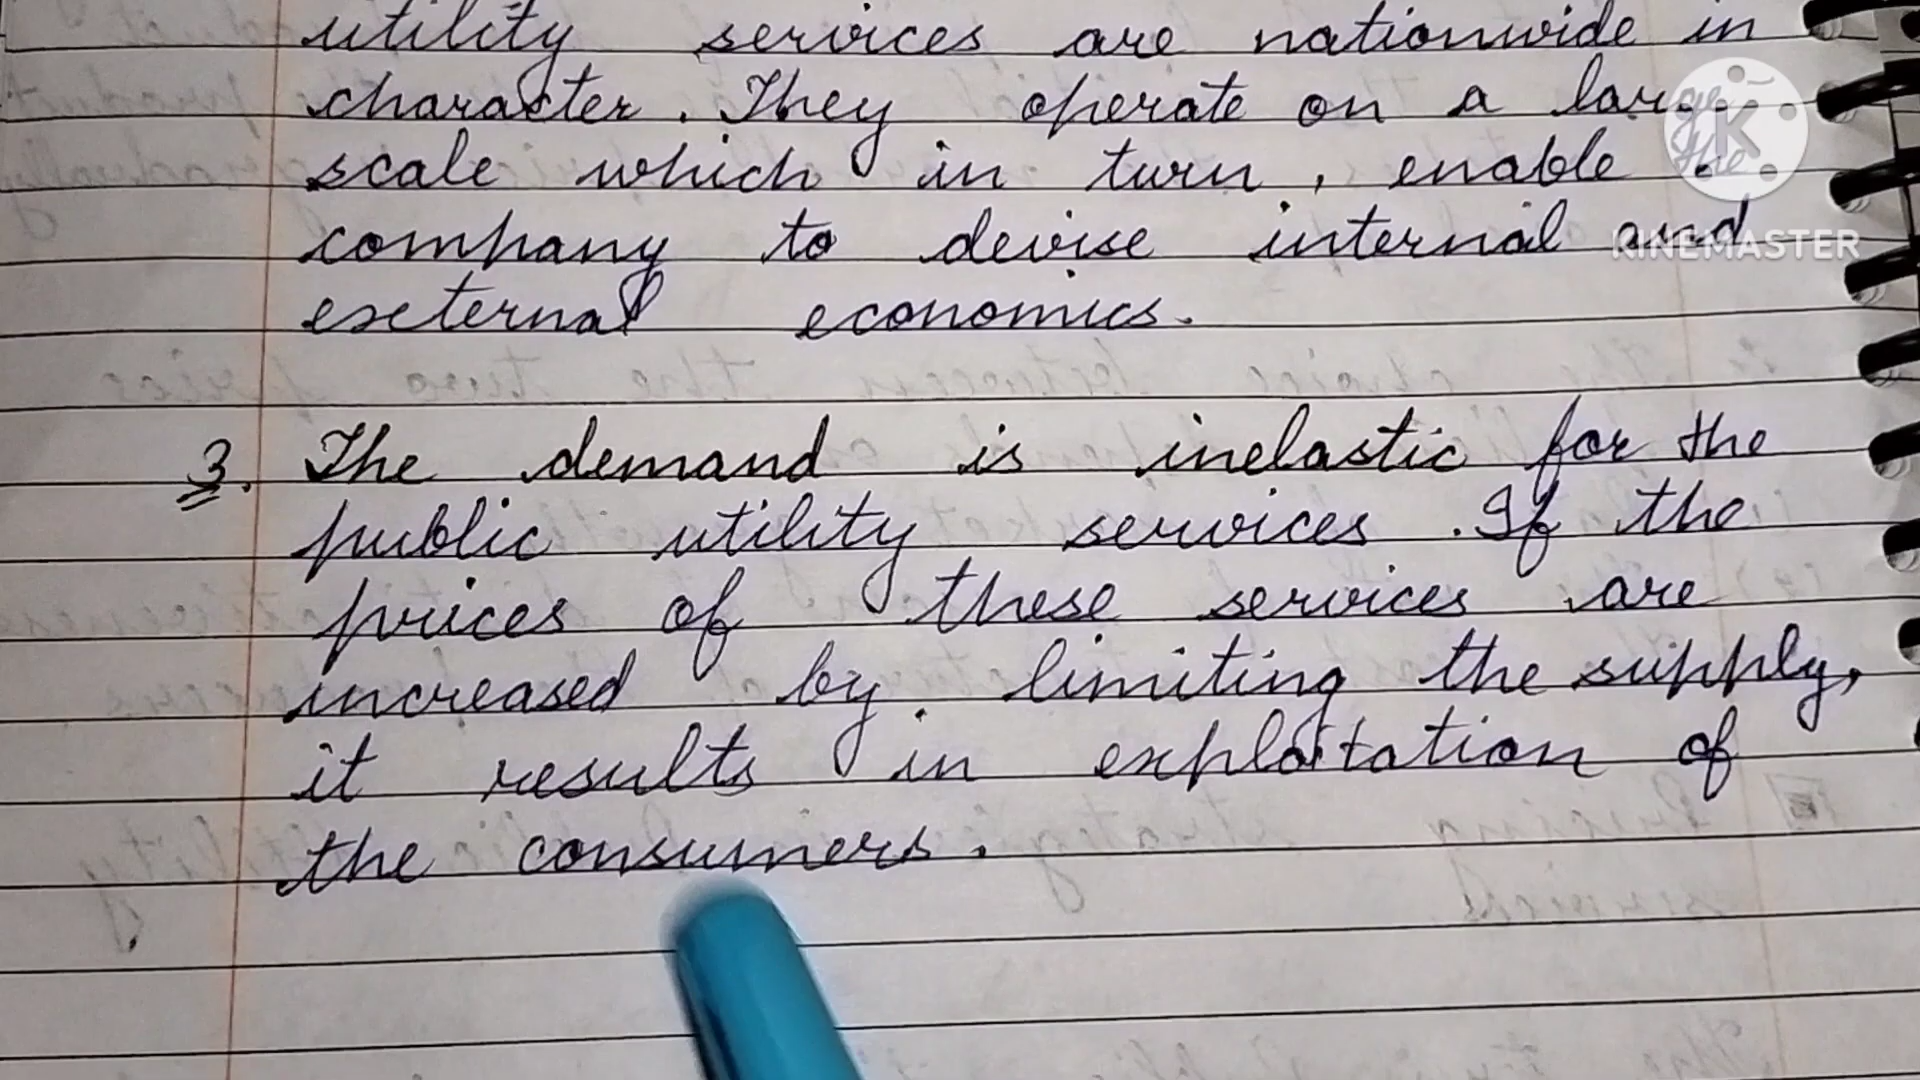 utility services are nationwide in
character. They operate on a large
scale which in turn, enable the
company to devise internal and
external economics.
3. The demand is inelastic for the
public utility services. If the
prices of these services are
increased by limiting the supply,
it results in exploitation of
the consumers.
K
KINEMASTER